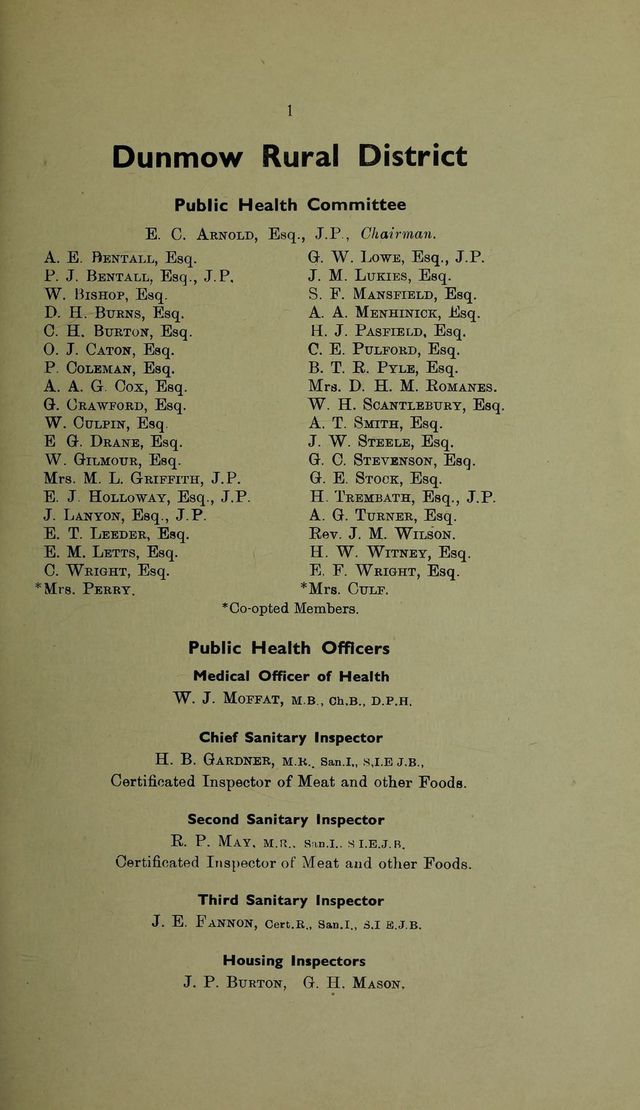 1
Dunmow Rural District
Public Health Committee
E. C. Arnold, Esq., J.P., Chairman.
A. E. Bentall, Esq.
P. J. Bentall, Esq., J.P.
W. Bishop, Esq.
D. H. Burns, Esq.
C. H. Burton, Esq.
O. J. Caton, Esq.
P. Coleman, Esq.
A. A. G. Cox, Esq.
G. Crawford, Esq.
W. Culpin, Esq.
E. G. Drane, Esq.
W. Gilmour, Esq.
Mrs. M. L. Griffith, J.P.
E. J. Holloway, Esq., J.P.
J. Lanyon, Esq., J.P.
E. T. Leeder, Esq.
E. M. Letts, Esq.
C. Wright, Esq.
*Mrs. Perry.
G. W. Lowe, Esq., J.P.
J. M. Lukies, Esq.
S. F. Mansfield, Esq.
A. A. Menhinick, Esq.
H. J. Pasfield, Esq.
C. E. Pulford, Esq.
B. T. R. Pyle, Esq.
Mrs. D. H. M. Romanes.
W. H. Scantlebury, Esq.
A. T. Smith, Esq.
J. W. Steele, Esq.
G. C. Stevenson, Esq.
G. E. Stock, Esq.
H. Trembath, Esq., J.P.
A. G. Turner, Esq.
Rev. J. M. Wilson.
H. W. Witney, Esq.
E. F. Wright, Esq.
*Mrs. Culf.
*Co-opted Members.
Public Health Officers
Medical Officer of Health
W. J. Moffat, M.B., Ch.B., D.P.H.
Chief Sanitary Inspector
H. B. Gardner, M.R., San.I., S.I.E.J.B.,
Certificated Inspector of Meat and other Foods.
Second Sanitary Inspector
R. P. May, M.R., San.I., S.I.E.J.B.
Certificated Inspector of Meat and other Foods.
Third Sanitary Inspector
J. E. Fannon, Cert.R., San.I., S.I.E.J.B.
Housing Inspectors
J. P. Burton, G. H. Mason.